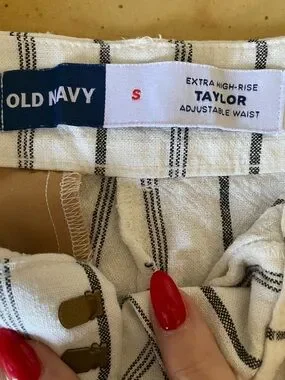 OLD NAVY
S
EXTRA HIGH-RISE
TAYLOR
ADJUSTABLE WAIST